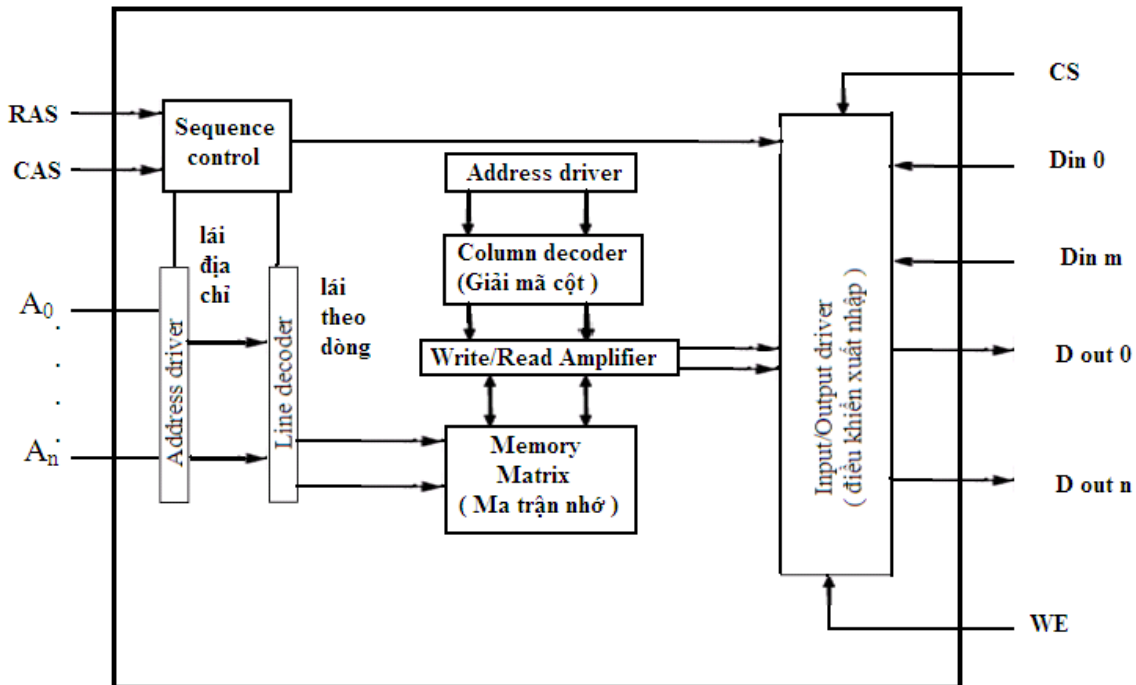 RAS
CAS
A0
.
.
.
.
.
An
Sequence
control
lái
địa
chỉ
Address driver
Line decoder
lái
theo
dòng
Address driver
Column decoder
(Giải mã cột )
Write/Read Amplifier
Memory
Matrix
( Ma trận nhớ )
Input/Output driver
( điều khiển xuất nhập )
CS
Din 0
Din m
D out 0
D out n
WE